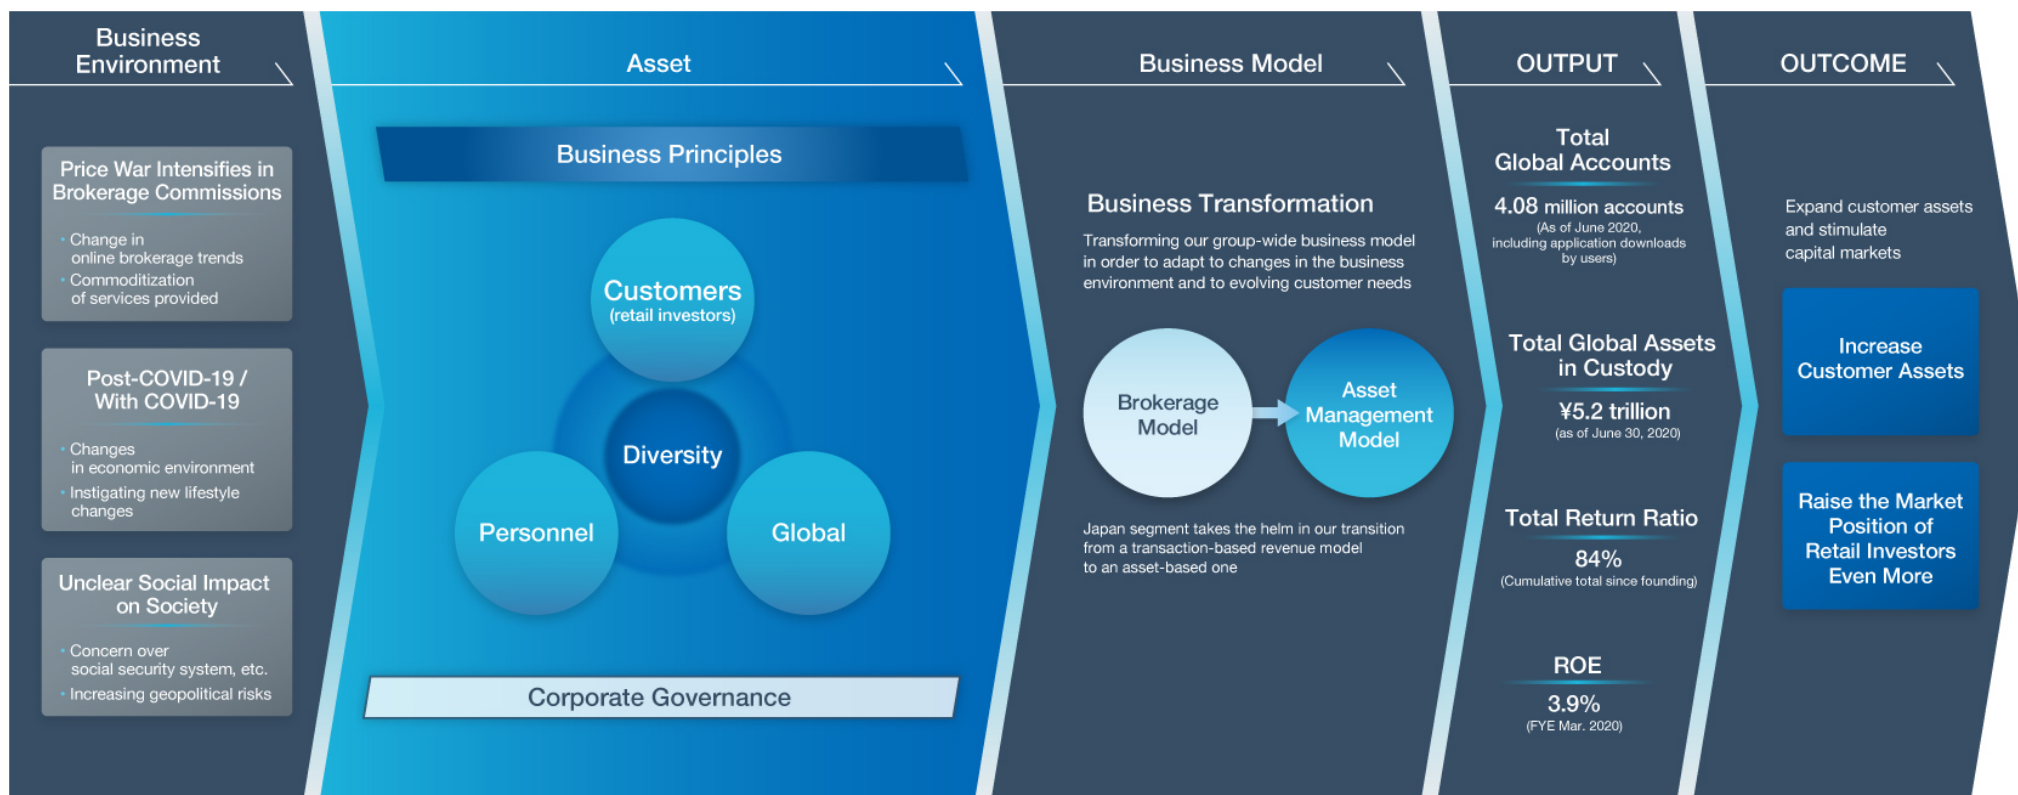 Business
Environment
Price War Intensifies in
Brokerage Commissions
• Change in
online brokerage trends
• Commoditization
of services provided
Post-COVID-19 /
With COVID-19
• Changes
in economic environment
• Instigating new lifestyle
changes
Unclear Social Impact
on Society
• Concern over
social security system, etc.
• Increasing geopolitical risks
Asset
Business Principles
Customers
(retail investors)
Diversity
Personnel
Global
Corporate Governance
Business Model
Business Transformation
Transforming our group-wide business model
in order to adapt to changes in the business
environment and to evolving customer needs
Brokerage
Model
Asset
Management
Model
Japan segment takes the helm in our transition
from a transaction-based revenue model
to an asset-based one
OUTPUT
Total
Global Accounts
4.08 million accounts
(As of June 2020,
including application downloads
by users)
Total Global Assets
in Custody
¥5.2 trillion
(as of June 30, 2020)
Total Return Ratio
84%
(Cumulative total since founding)
ROE
3.9%
(FYE Mar. 2020)
OUTCOME
Expand customer assets
and stimulate
capital markets
Increase
Customer Assets
Raise the Market
Position of
Retail Investors
Even More